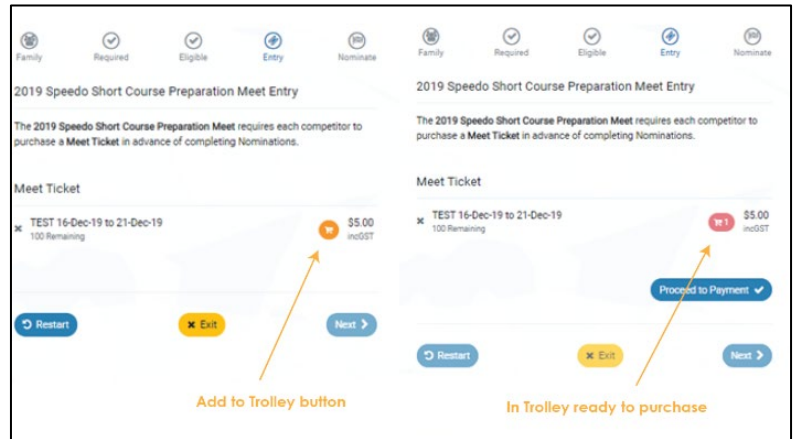 Family Required Eligible Entry Nominate
2019 Speedo Short Course Preparation Meet Entry
The 2019 Speedo Short Course Preparation Meet requires each competitor to
purchase a Meet Ticket in advance of completing Nominations.
Meet Ticket
TEST 16-Dec-19 to 21-Dec-19 $5.00
100 Remaining incGST
Restart Exit Next
Add to Trolley button
Family Required Eligible Entry Nominate
2019 Speedo Short Course Preparation Meet Entry
The 2019 Speedo Short Course Preparation Meet requires each competitor to
purchase a Meet Ticket in advance of completing Nominations.
Meet Ticket
TEST 16-Dec-19 to 21-Dec-19 1 $5.00
100 Remaining incGST
Proceed to Payment
Restart Exit Next
In Trolley ready to purchase